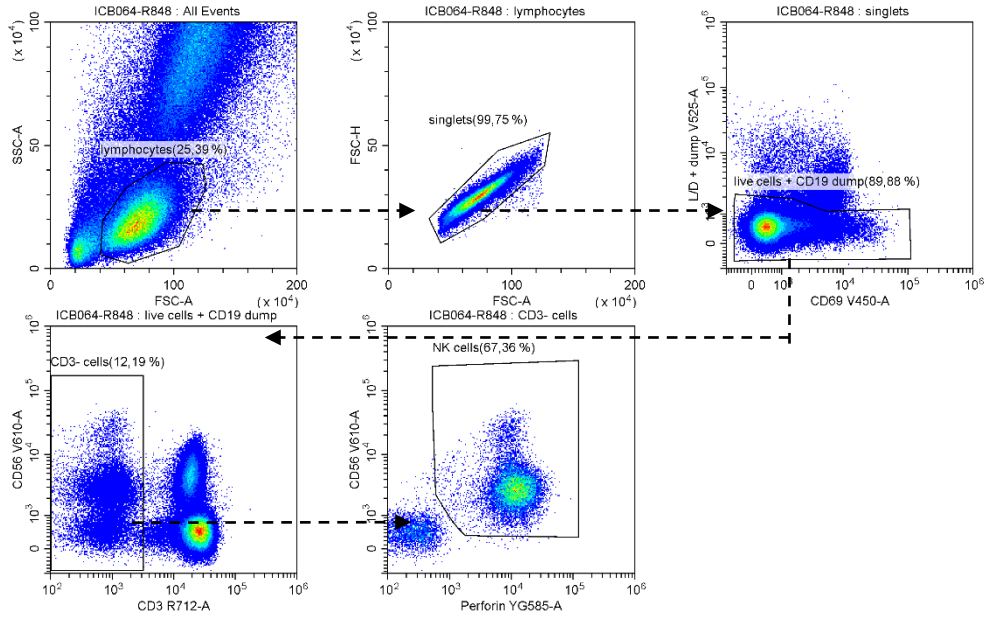 ICB064-R848 : All Events
( x 10⁴)
SSC-A
100
50
0
lymphocytes(25,39 %)
0
100
200
FSC-A
( x 10⁴)
ICB064-R848 : lymphocytes
( x 10⁴)
FSC-H
100
50
0
singlets(99,75 %)
0
100
200
FSC-A
( x 10⁴)
ICB064-R848 : singlets
L/D + dump V525-A
10⁶
10⁵
10⁴
10³
0
live cells + CD19 dump(89,88 %)
0
10³
10⁴
10⁵
10⁶
CD69 V450-A
ICB064-R848 : live cells + CD19 dump
CD56 V610-A
10⁶
10⁵
10⁴
10³
0
CD3- cells(12,19 %)
10²
10³
10⁴
10⁵
10⁶
CD3 R712-A
ICB064-R848 : CD3- cells
CD56 V610-A
10⁶
10⁵
10⁴
10³
0
NK cells(67,36 %)
10²
10³
10⁴
10⁵
10⁶
Perforin YG585-A